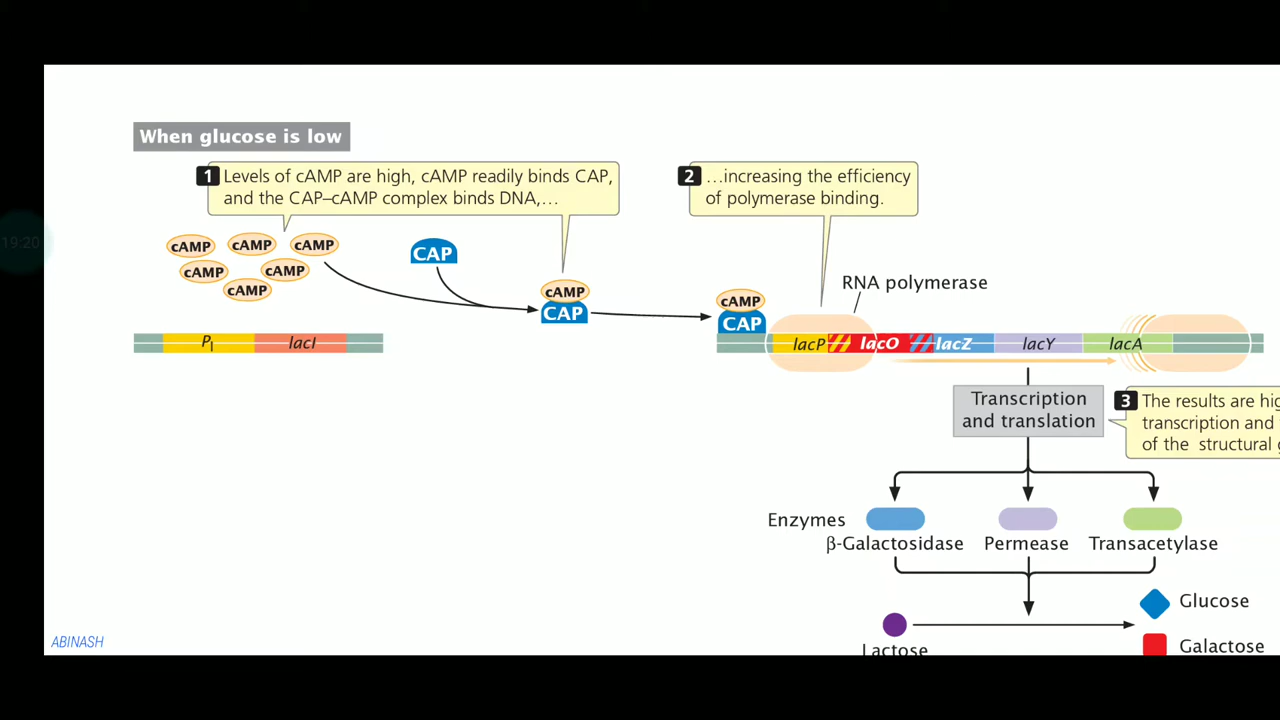 When glucose is low
1 Levels of cAMP are high, cAMP readily binds CAP,
and the CAP–cAMP complex binds DNA,…
2 …increasing the efficiency
of polymerase binding.
cAMP cAMP cAMP
cAMP cAMP
cAMP
CAP
19:20
RNA polymerase
cAMP
CAP
cAMP
CAP
PI lacI
lacP lacO lacZ lacY lacA
Transcription
and translation
3 The results are hig
transcription and
of the structural
Enzymes
β-Galactosidase Permease Transacetylase
Glucose
Lactose
Galactose
ABINASH